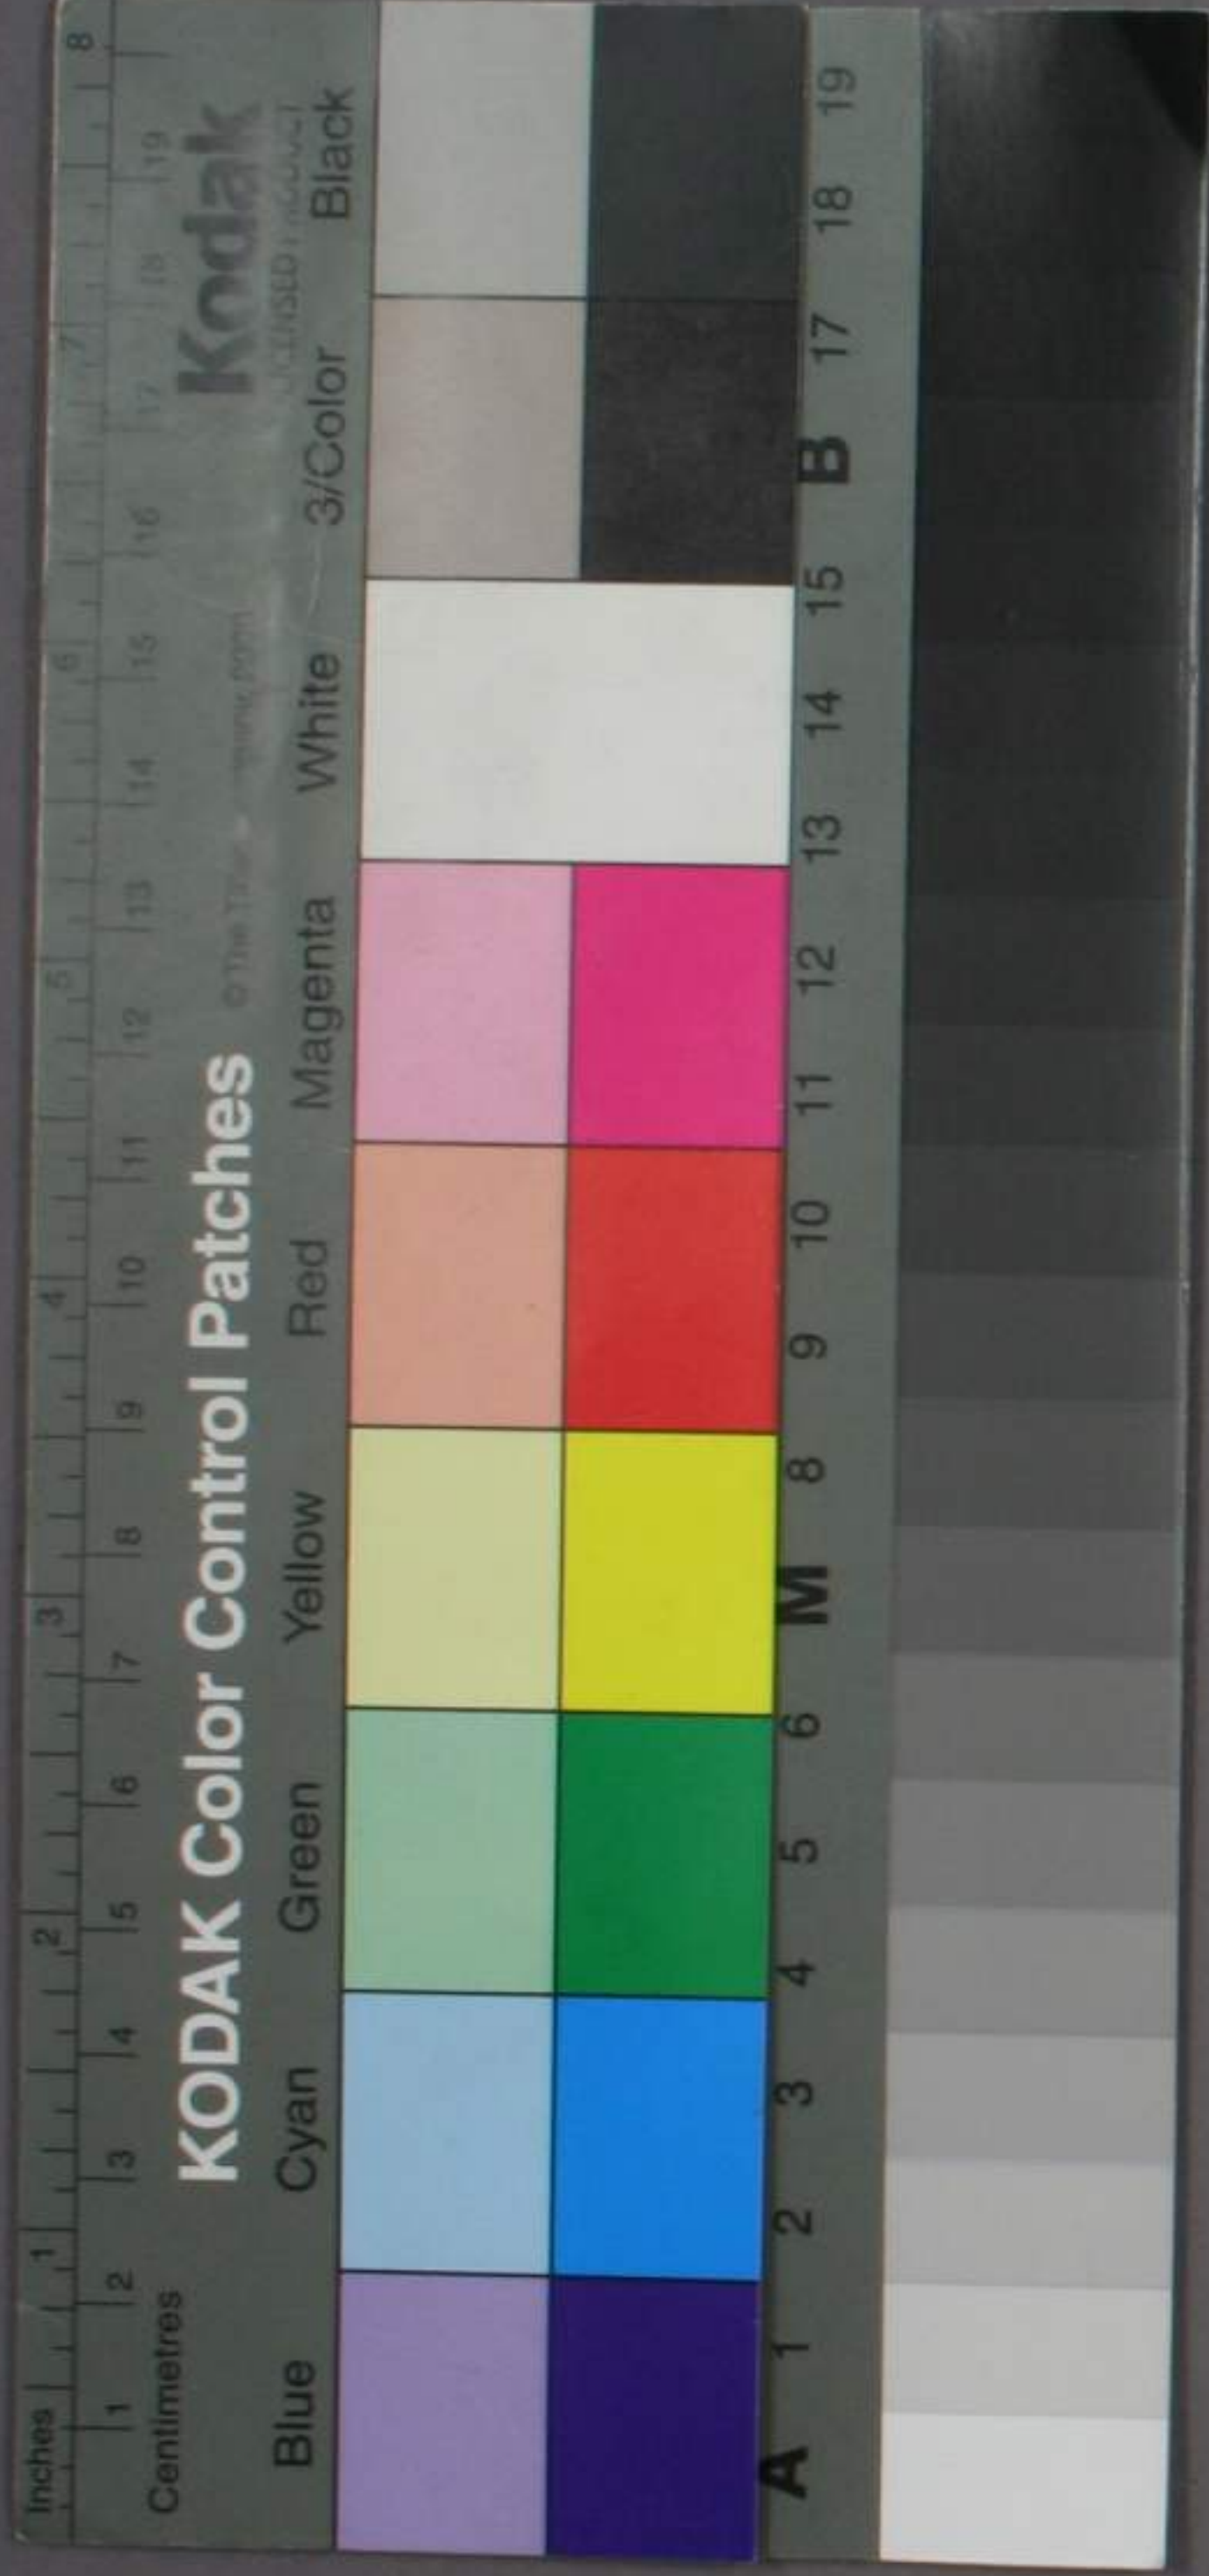 Inches 1 2 3 4 5 6 7 8
1 2 3 4 5 6 7 8 9 10 11 12 13 14 15 16 17 18 19
Centimetres
KODAK Color Control Patches © The Kodak
LICENSED PRODUCT
Blue Cyan Green Yellow Red Magenta White 3/Color Black
A 1 2 3 4 5 6 M 8 9 10 11 12 13 14 15 B 17 18 19